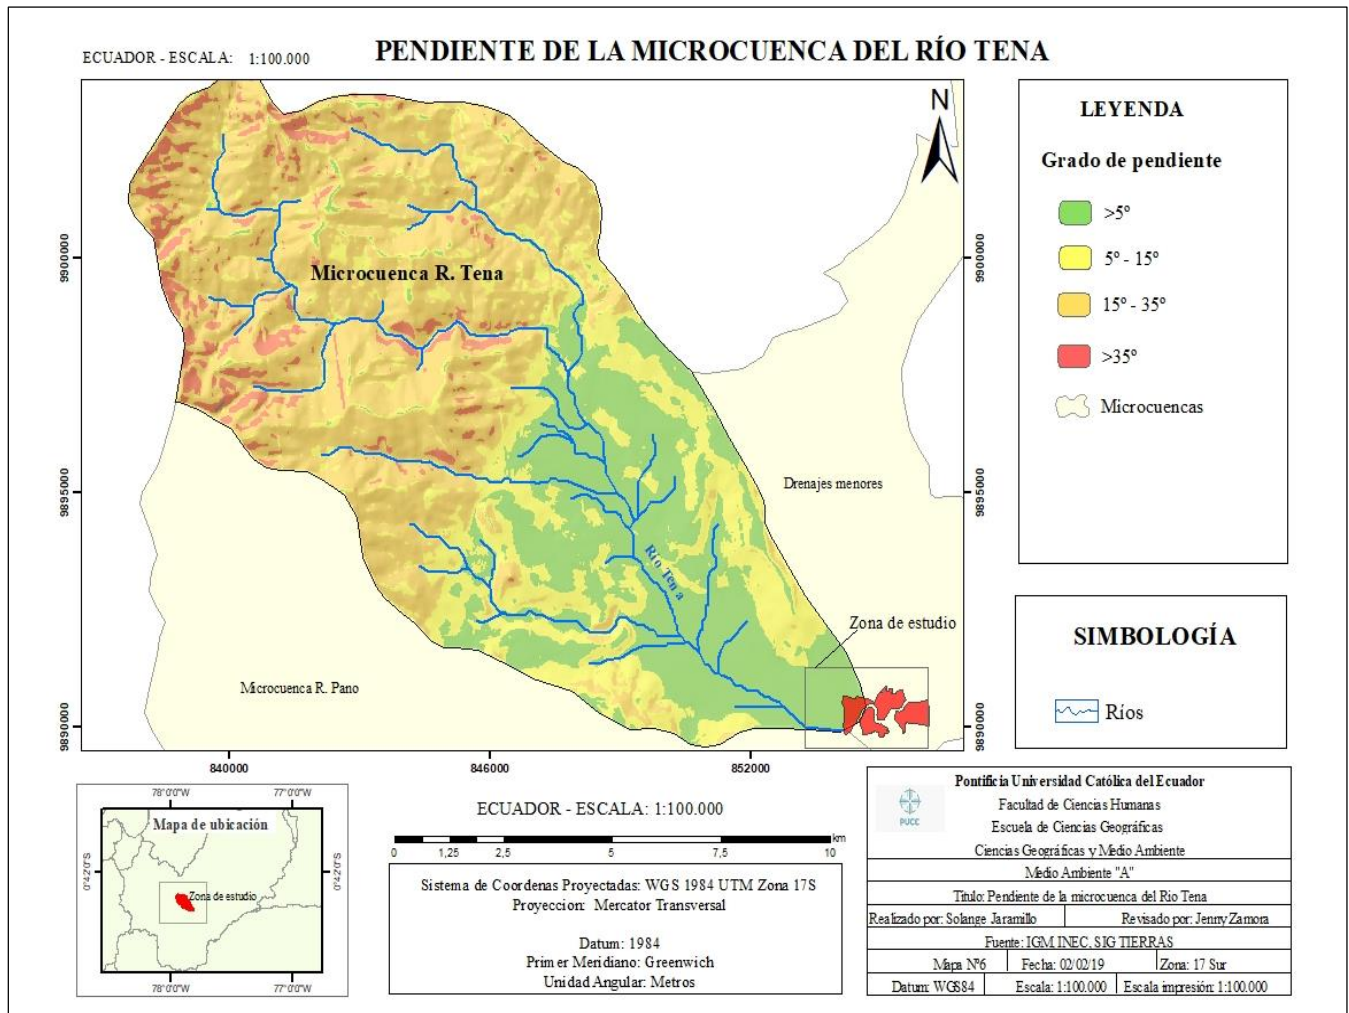 ECUADOR - ESCALA: 1:100.000
PENDIENTE DE LA MICROCUENCA DEL RÍO TENA
N
Microcuenca R. Tena
Drenajes menores
Río Tena
Zona de estudio
Microcuenca R. Pano
9900000
9895000
9890000
9900000
9895000
9890000
840000
846000
852000
LEYENDA
Grado de pendiente
>5º
5º - 15º
15º - 35º
>35º
Microcuencas
SIMBOLOGÍA
Ríos
78°0'0"W
77°0'0"W
Mapa de ubicación
0°42'0"S
0°42'0"S
Zona de estudio
78°0'0"W
77°0'0"W
ECUADOR - ESCALA: 1:100.000
km
0 1,25 2,5 5 7,5 10
Sistema de Coordenas Proyectadas: WGS 1984 UTM Zona 17S
Proyeccion: Mercator Transversal
Datum: 1984
Primer Meridiano: Greenwich
Unidad Angular: Metros
PUCE
Pontificia Universidad Católica del Ecuador
Facultad de Ciencias Humanas
Escuela de Ciencias Geográficas
Ciencias Geográficas y Medio Ambiente
Medio Ambiente "A"
Título: Pendiente de la microcuenca del Rio Tena
Realizado por: Solange Jaramillo Revisado por: Jenny Zamora
Fuente: IGM, INEC, SIG TIERRAS
Mapa Nº6 Fecha: 02/02/19 Zona: 17 Sur
Datum: WGS84 Escala: 1:100.000 Escala impresión: 1:100.000